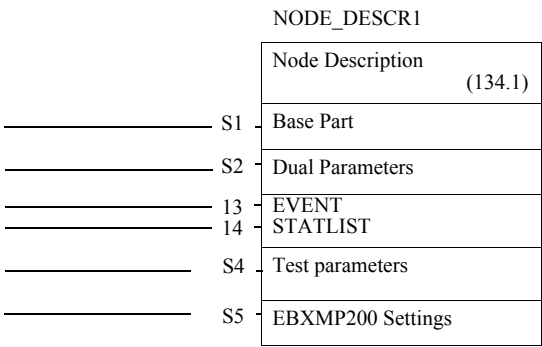 NODE_DESCR1
Node Description
(134.1)
S1 Base Part
S2 Dual Parameters
13 EVENT
14 STATLIST
S4 Test parameters
S5 EBXMP200 Settings